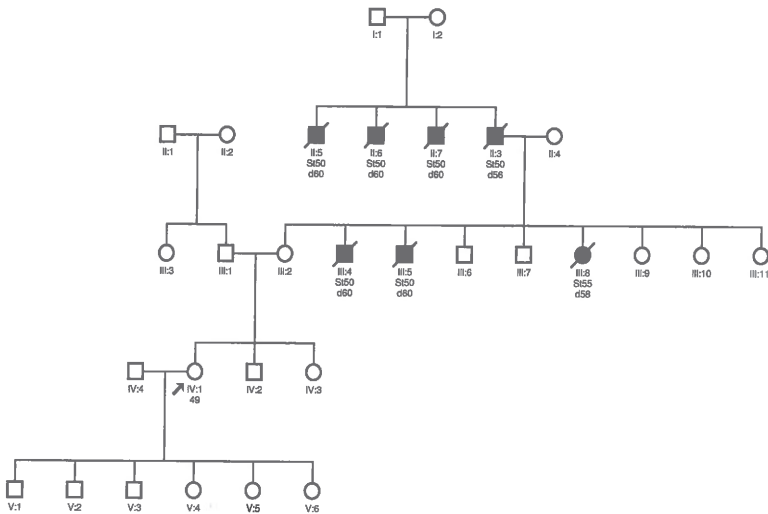 I:1 I:2
II:1 II:2 II:5 II:6 II:7 II:3 II:4
St50 St50 St50 St50
d60 d60 d60 d56
III:3 III:1 III:2 III:4 III:5 III:6 III:7 III:8 III:9 III:10 III:11
St50 St50 St55
d60 d60 d58
IV:4 IV:1 IV:2 IV:3
49
V:1 V:2 V:3 V:4 V:5 V:6